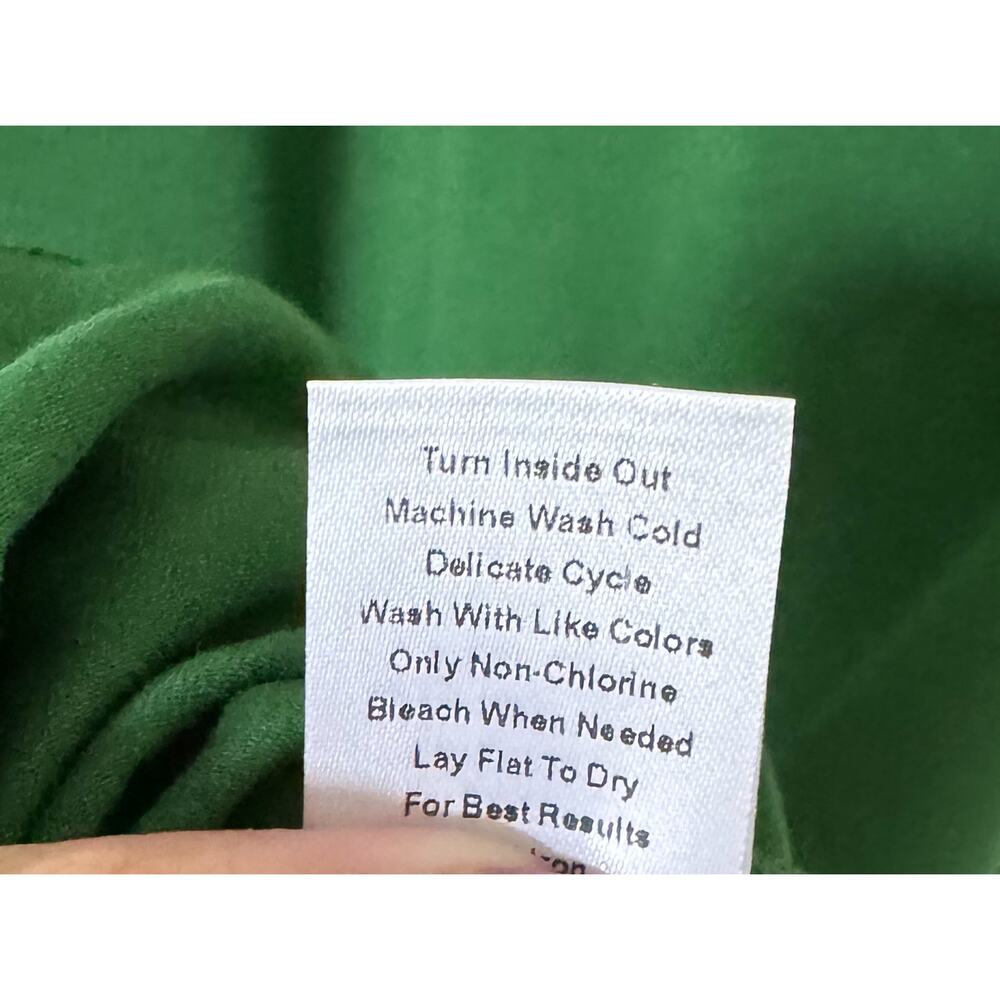 Turn Inside Out
Machine Wash Cold
Delicate Cycle
Wash With Like Colors
Only Non-Chlorine
Bleach When Needed
Lay Flat To Dry
For Best Results